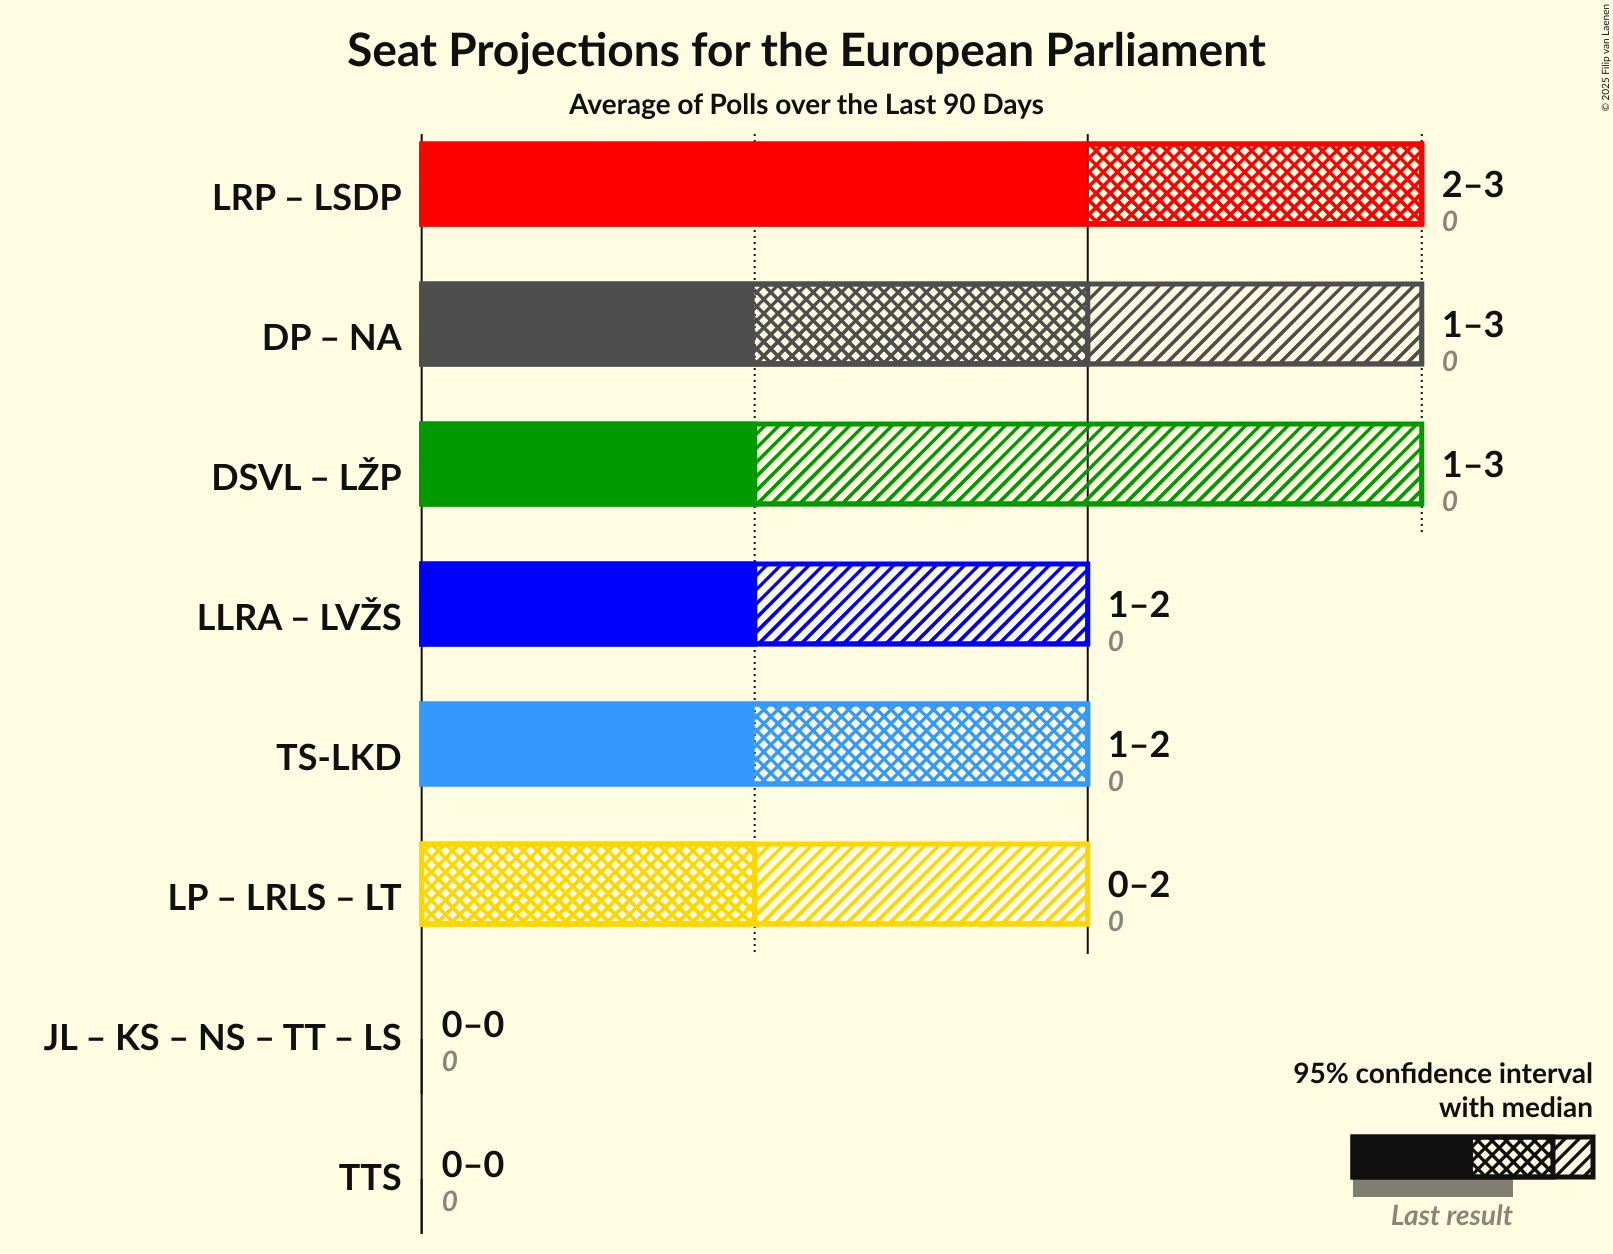 Seat Projections for the European Parliament
Average of Polls over the Last 90 Days
© 2025 Filip van Laenen
LRP – LSDP
2–3
0
DP – NA
1–3
0
DSVL – LŽP
1–3
0
LLRA – LVŽS
1–2
0
TS-LKD
1–2
0
LP – LRLS – LT
0–2
0
JL – KS – NS – TT – LS
0–0
0
TTS
0–0
0
95% confidence interval
with median
Last result